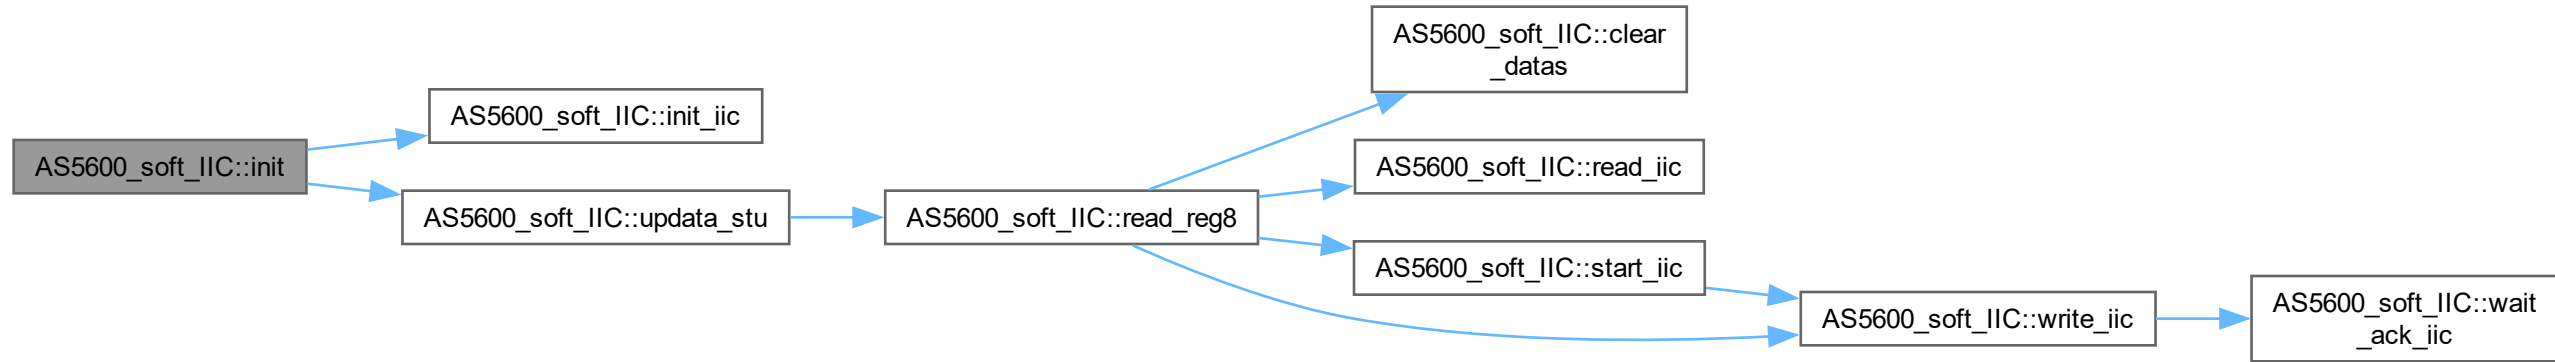 AS5600_soft_IIC::init
AS5600_soft_IIC::init_iic
AS5600_soft_IIC::updata_stu
AS5600_soft_IIC::read_reg8
AS5600_soft_IIC::clear
_datas
AS5600_soft_IIC::read_iic
AS5600_soft_IIC::start_iic
AS5600_soft_IIC::write_iic
AS5600_soft_IIC::wait
_ack_iic